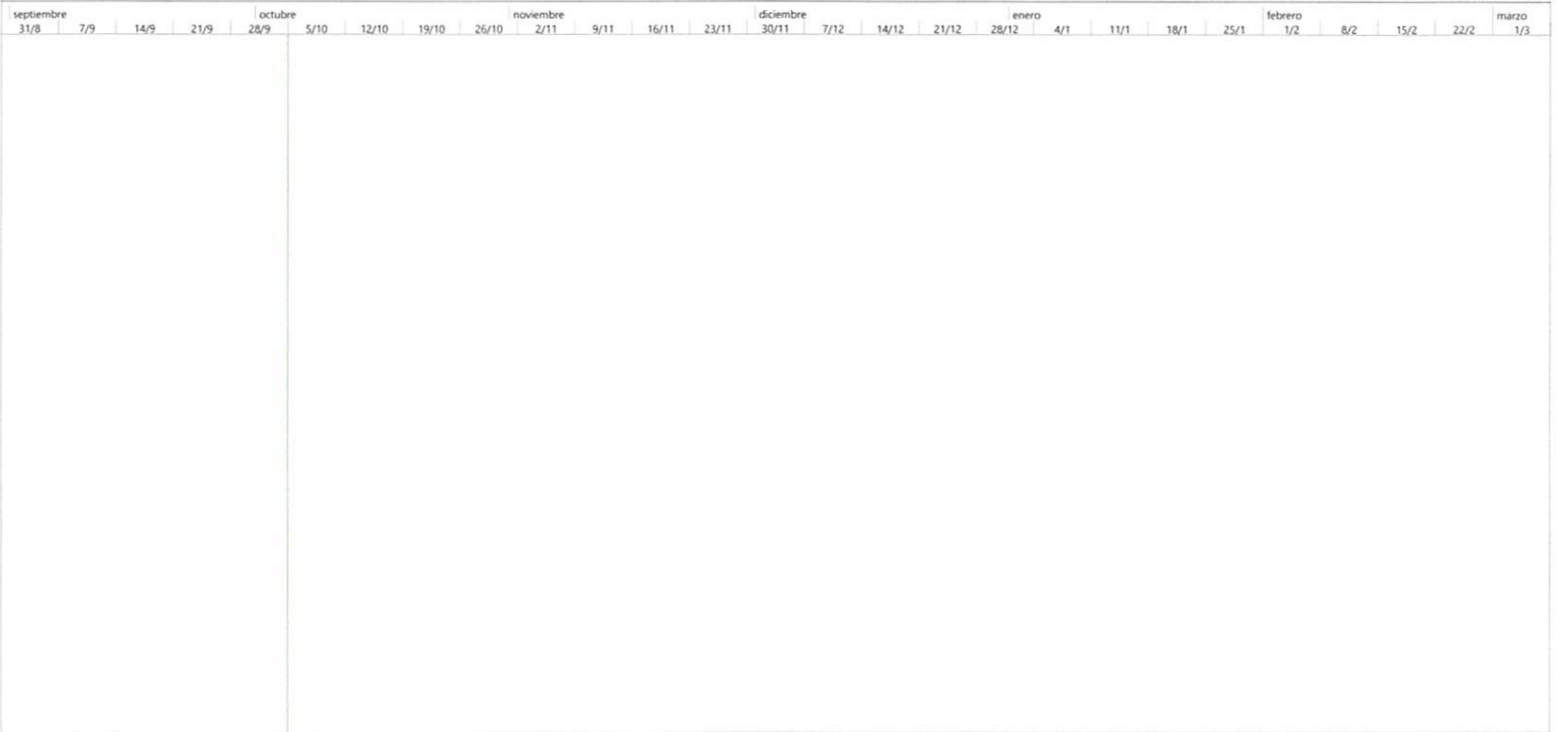 septiembre octubre noviembre diciembre enero febrero marzo
31/8 7/9 14/9 21/9 28/9 5/10 12/10 19/10 26/10 2/11 9/11 16/11 23/11 30/11 7/12 14/12 21/12 28/12 4/1 11/1 18/1 25/1 1/2 8/2 15/2 22/2 1/3